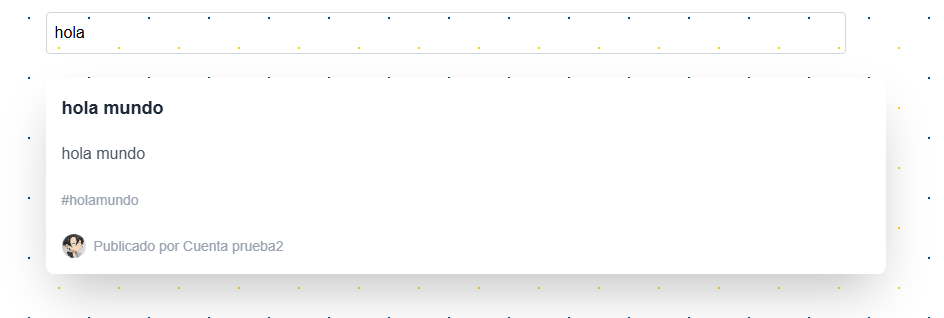 hola
hola mundo
hola mundo
#holamundo
Publicado por Cuenta prueba2